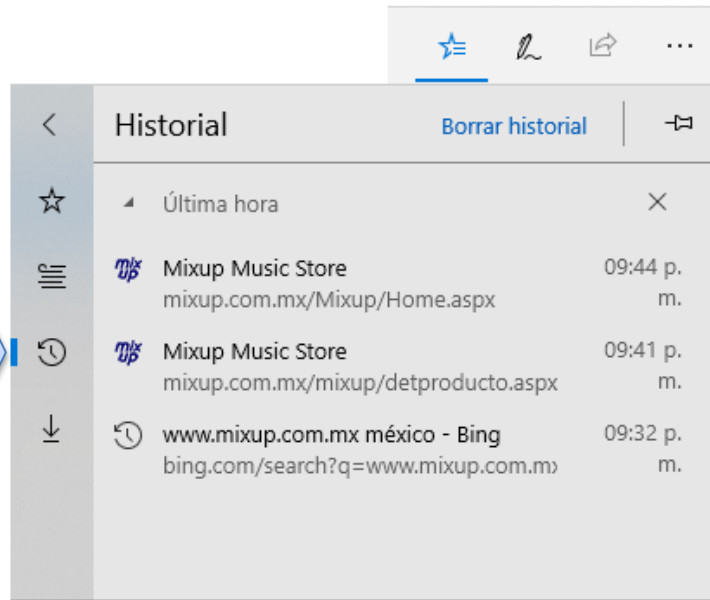 Historial Borrar historial
Última hora
mixup Mixup Music Store 09:44 p.
mixup.com.mx/Mixup/Home.aspx m.
mixup Mixup Music Store 09:41 p.
mixup.com.mx/mixup/detproducto.aspx m.
www.mixup.com.mx méxico - Bing 09:32 p.
bing.com/search?q=www.mixup.com.mx m.